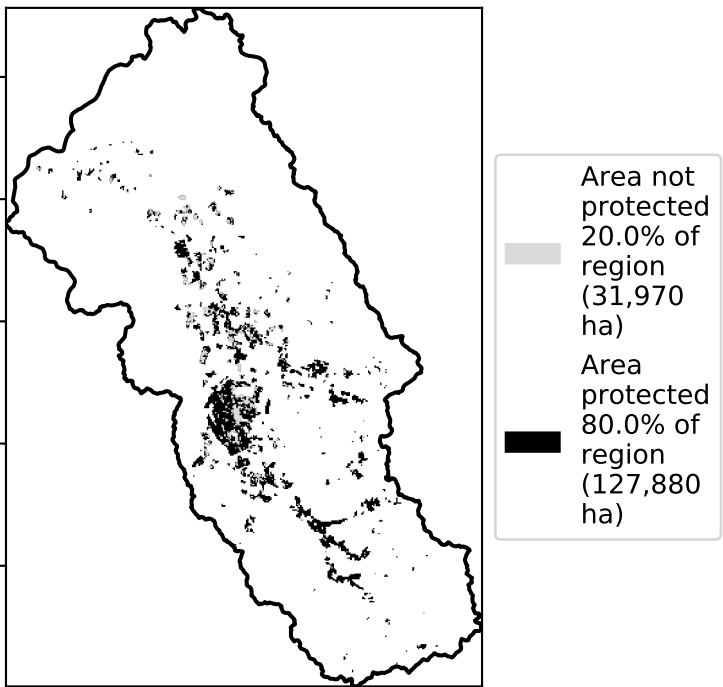 Area not
protected
20.0% of
region
(31,970
ha)
Area
protected
80.0% of
region
(127,880
ha)